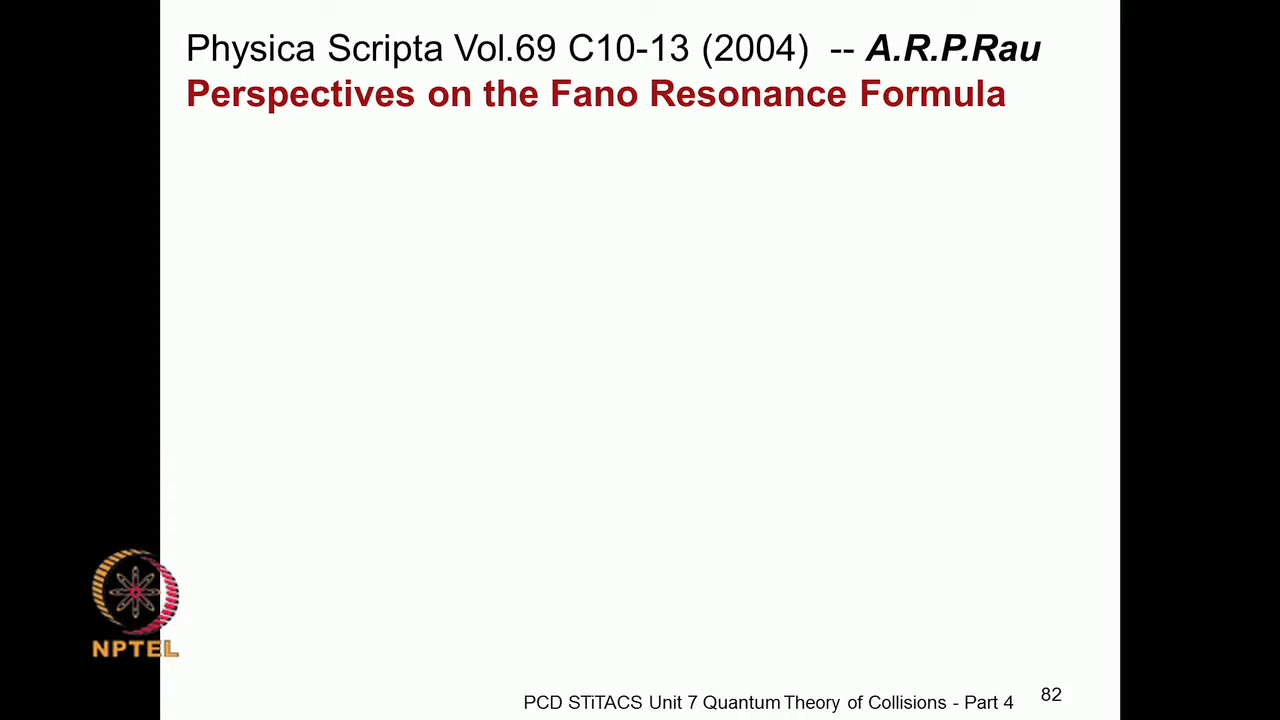 Physica Scripta Vol.69 C10-13 (2004) -- A.R.P.Rau
Perspectives on the Fano Resonance Formula
NPTEL
PCD STiTACS Unit 7 Quantum Theory of Collisions - Part 4 82